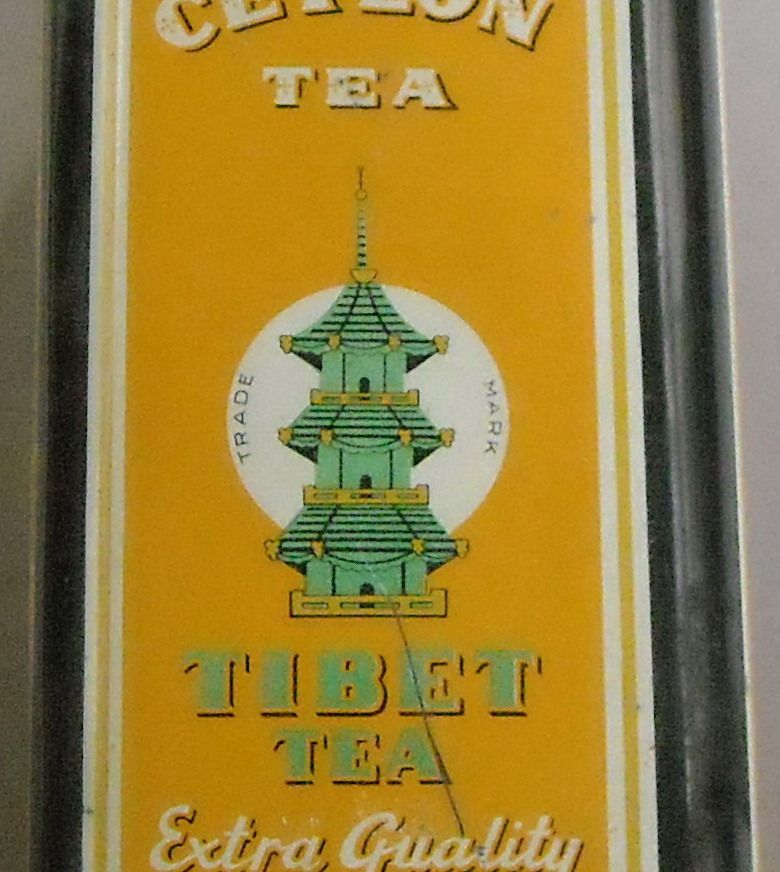 CEYLON
TEA
TRADE MARK
TIBET
TEA
Extra Quality